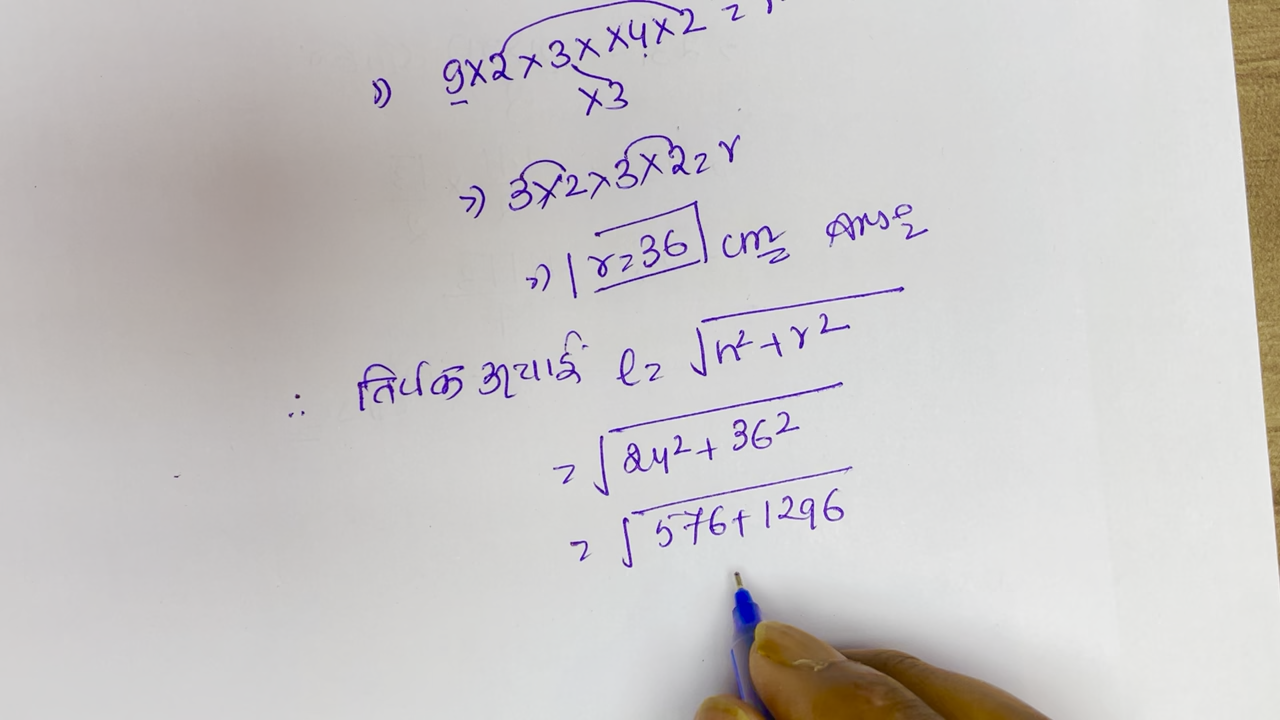 ⇒ 9×2×3××4×2 =
×3
⇒ 3×2×3×2 = r
⇒ r = 36 cm Ans
∴ तिर्यक ऊचाई l = √h²+r²
= √24²+36²
= √576+1296